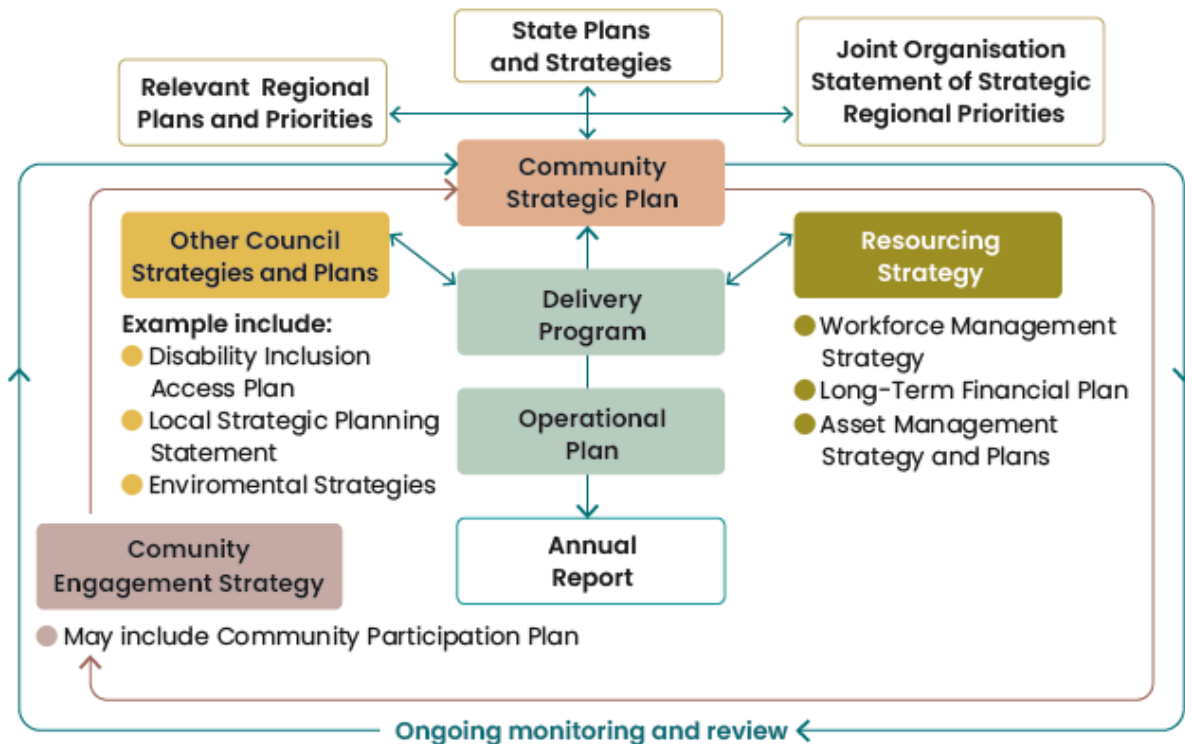 State Plans
and Strategies
Relevant Regional
Plans and Priorities
Joint Organisation
Statement of Strategic
Regional Priorities
Community
Strategic Plan
Other Council
Strategies and Plans
Example include:
Disability Inclusion
Access Plan
Local Strategic Planning
Statement
Enviromental Strategies
Delivery
Program
Operational
Plan
Annual
Report
Resourcing
Strategy
Workforce Management
Strategy
Long-Term Financial Plan
Asset Management
Strategy and Plans
Comunity
Engagement Strategy
May include Community Participation Plan
Ongoing monitoring and review